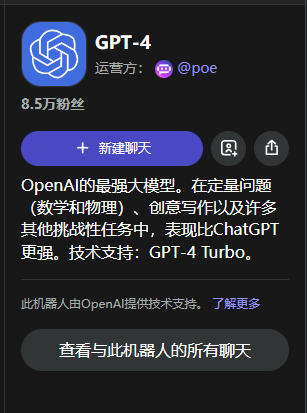 GPT-4
运营方： @poe
8.5万粉丝
+ 新建聊天
OpenAI的最强大模型。在定量问题
（数学和物理）、创意写作以及许多
其他挑战性任务中，表现比ChatGPT
更强。技术支持：GPT-4 Turbo。
此机器人由OpenAI提供技术支持。 了解更多
查看与此机器人的所有聊天